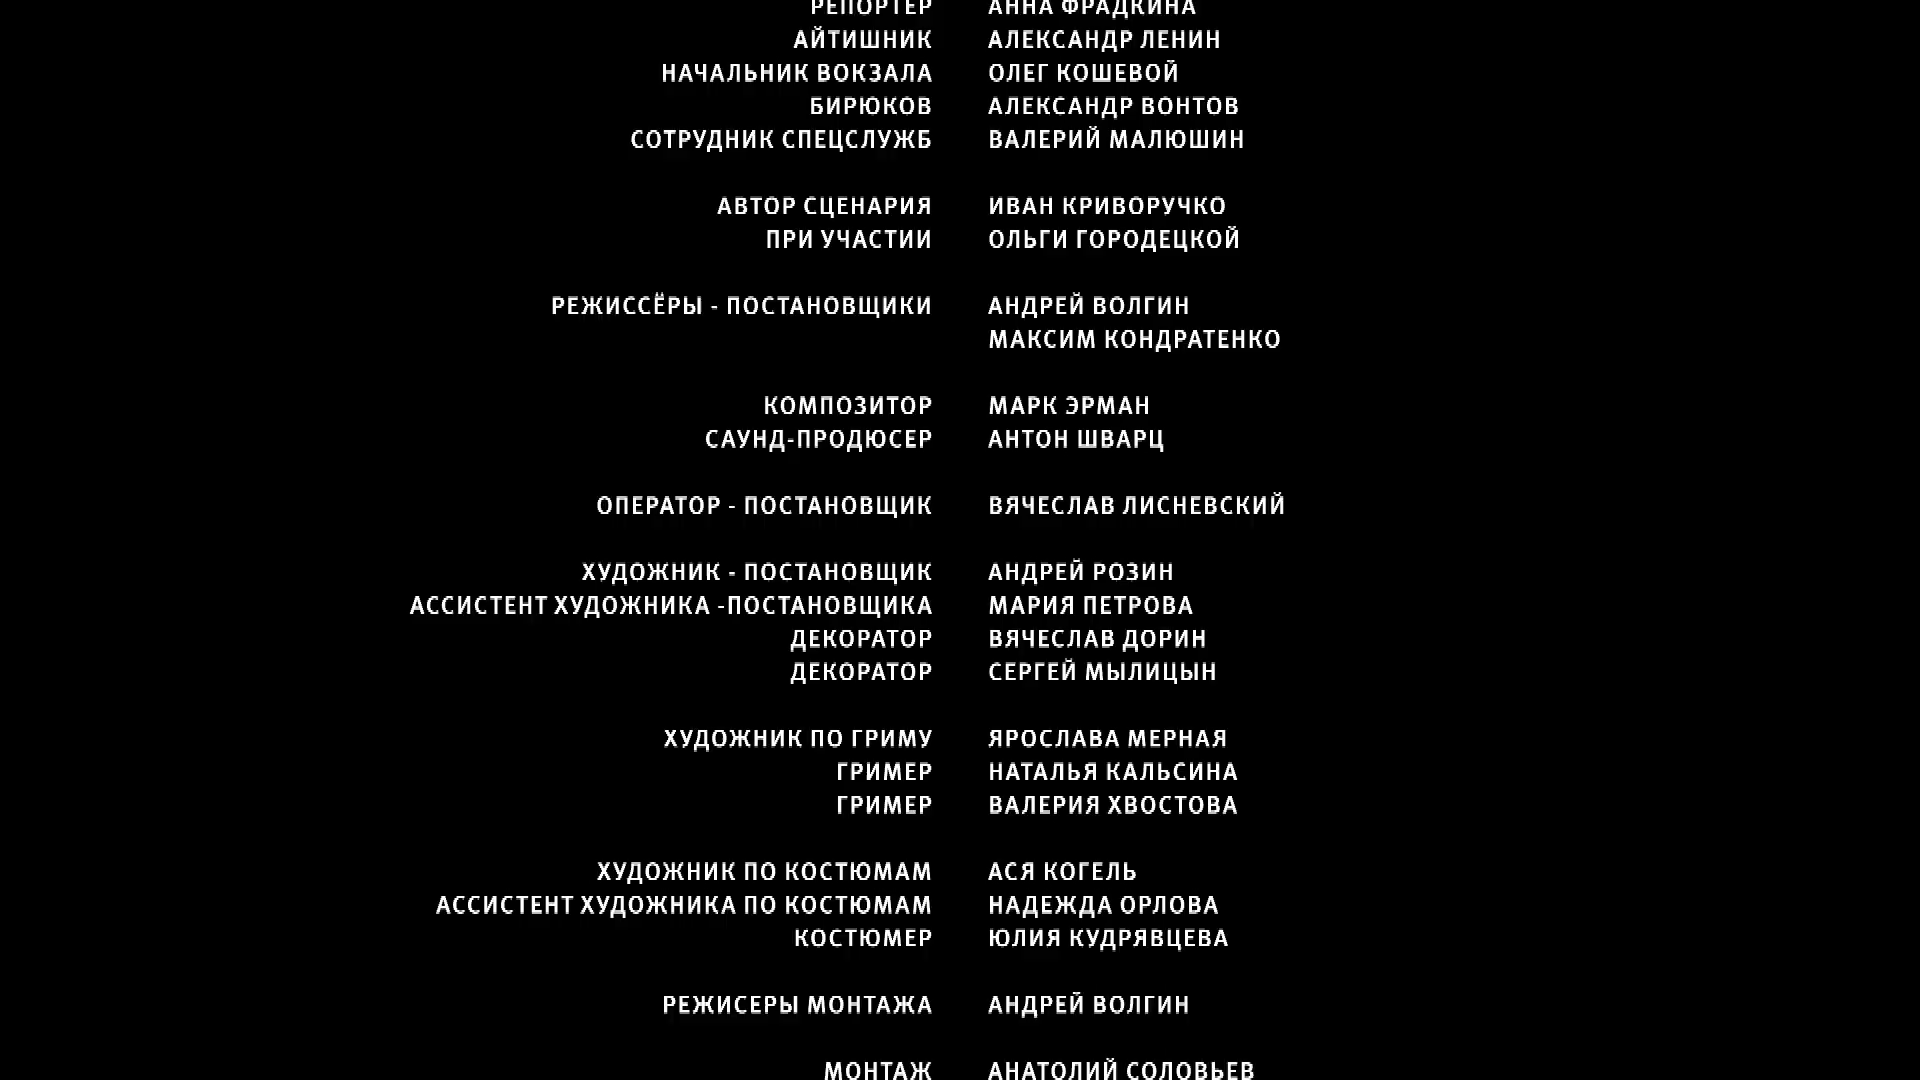 РЕПОРТЕР АННА ФРАДКИНА
АЙТИШНИК АЛЕКСАНДР ЛЕНИН
НАЧАЛЬНИК ВОКЗАЛА ОЛЕГ КОШЕВОЙ
БИРЮКОВ АЛЕКСАНДР ВОНТОВ
СОТРУДНИК СПЕЦСЛУЖБ ВАЛЕРИЙ МАЛЮШИН
АВТОР СЦЕНАРИЯ ИВАН КРИВОРУЧКО
ПРИ УЧАСТИИ ОЛЬГИ ГОРОДЕЦКОЙ
РЕЖИССЁРЫ - ПОСТАНОВЩИКИ АНДРЕЙ ВОЛГИН
МАКСИМ КОНДРАТЕНКО
КОМПОЗИТОР МАРК ЭРМАН
САУНД-ПРОДЮСЕР АНТОН ШВАРЦ
ОПЕРАТОР - ПОСТАНОВЩИК ВЯЧЕСЛАВ ЛИСНЕВСКИЙ
ХУДОЖНИК - ПОСТАНОВЩИК АНДРЕЙ РОЗИН
АССИСТЕНТ ХУДОЖНИКА -ПОСТАНОВЩИКА МАРИЯ ПЕТРОВА
ДЕКОРАТОР ВЯЧЕСЛАВ ДОРИН
ДЕКОРАТОР СЕРГЕЙ МЫЛИЦЫН
ХУДОЖНИК ПО ГРИМУ ЯРОСЛАВА МЕРНАЯ
ГРИМЕР НАТАЛЬЯ КАЛЬСИНА
ГРИМЕР ВАЛЕРИЯ ХВОСТОВА
ХУДОЖНИК ПО КОСТЮМАМ АСЯ КОГЕЛЬ
АССИСТЕНТ ХУДОЖНИКА ПО КОСТЮМАМ НАДЕЖДА ОРЛОВА
КОСТЮМЕР ЮЛИЯ КУДРЯВЦЕВА
РЕЖИСЕРЫ МОНТАЖА АНДРЕЙ ВОЛГИН
МОНТАЖ АНАТОЛИЙ СОЛОВЬЕВ